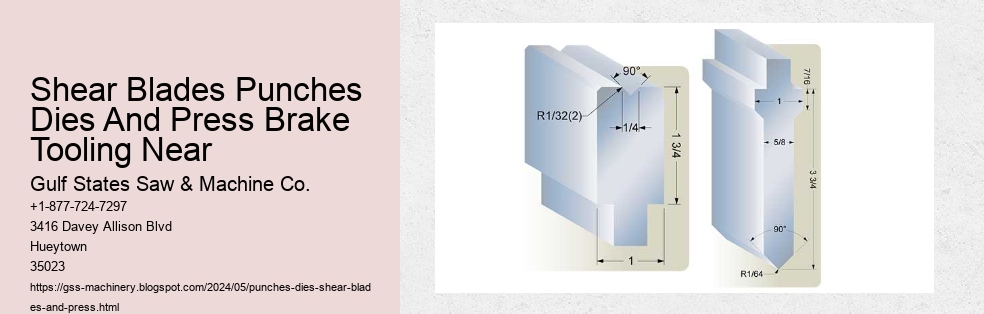 Shear Blades Punches
Dies And Press Brake
Tooling Near
Gulf States Saw & Machine Co.
+1-877-724-7297
3416 Davey Allison Blvd
Hueytown
35023
https://gss-machinery.blogspot.com/2024/05/punches-dies-shear-blad
es-and-press.html
90°
R1/32(2)
1/4
1 3/4
1
7/16
1
5/8
3 3/4
90°
R1/64